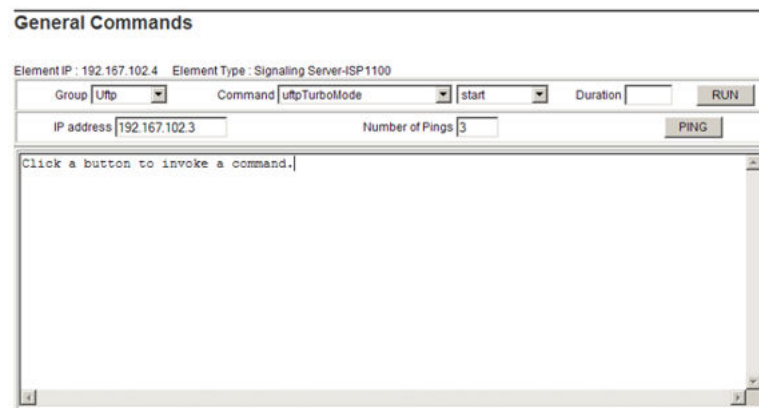 General Commands
Element IP : 192.167.102.4 Element Type : Signaling Server-ISP1100
Group Uftp Command uftpTurboMode start Duration RUN
IP address 192.167.102.3 Number of Pings 3 PING
Click a button to invoke a command.